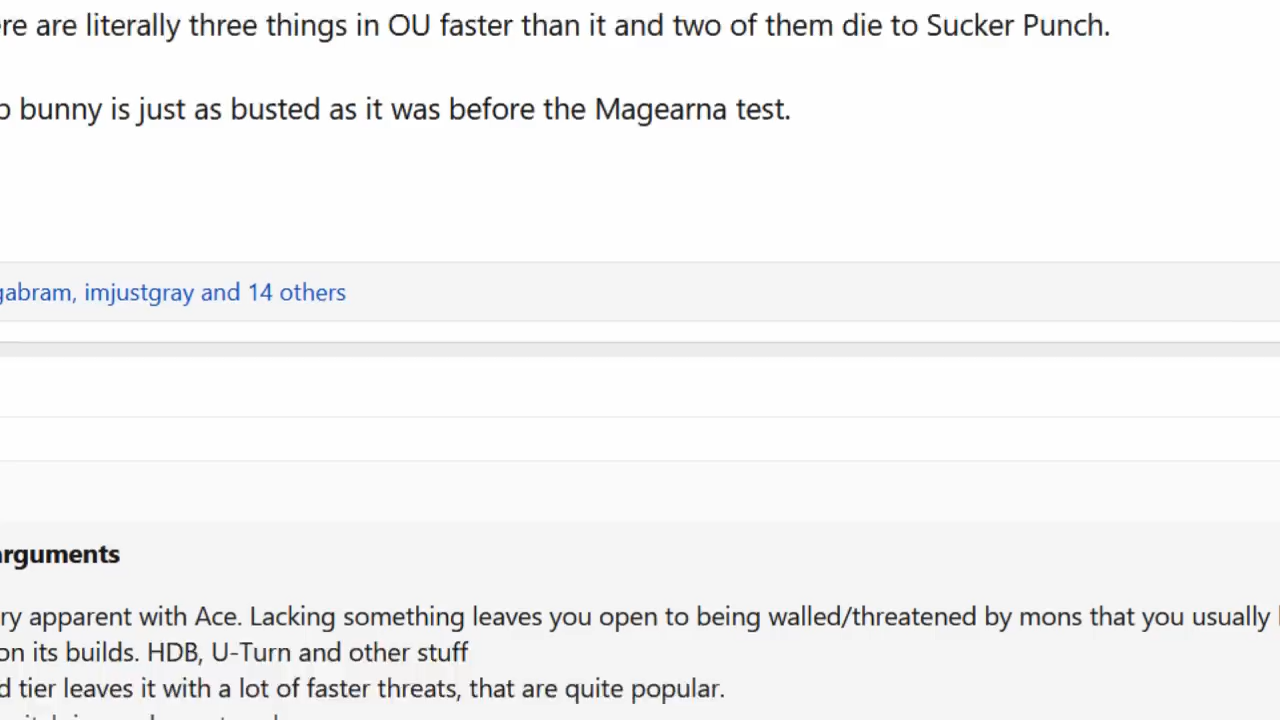 re are literally three things in OU faster than it and two of them die to Sucker Punch.
bunny is just as busted as it was before the Magearna test.
gabram, imjustgray and 14 others
arguments
ry apparent with Ace. Lacking something leaves you open to being walled/threatened by mons that you usually
on its builds. HDB, U-Turn and other stuff
d tier leaves it with a lot of faster threats, that are quite popular.